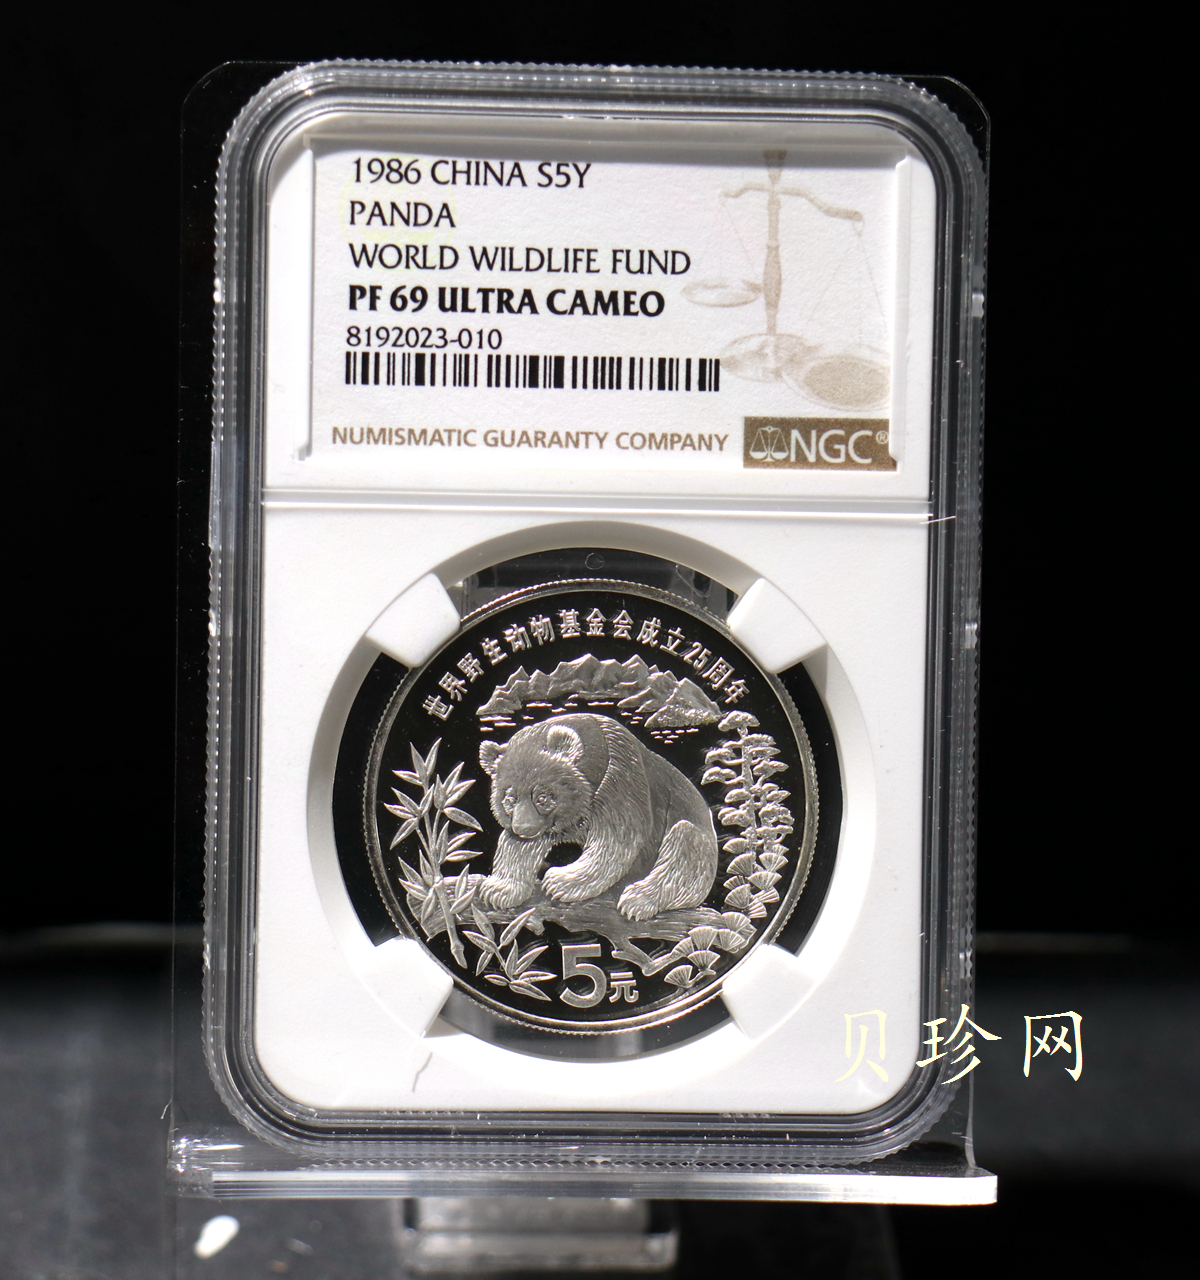 1986 CHINA S5Y
PANDA
WORLD WILDLIFE FUND
PF 69 ULTRA CAMEO
8192023-010
NUMISMATIC GUARANTY COMPANY
NGC®
世界野生动物基金会成立25周年
5元
贝珍网